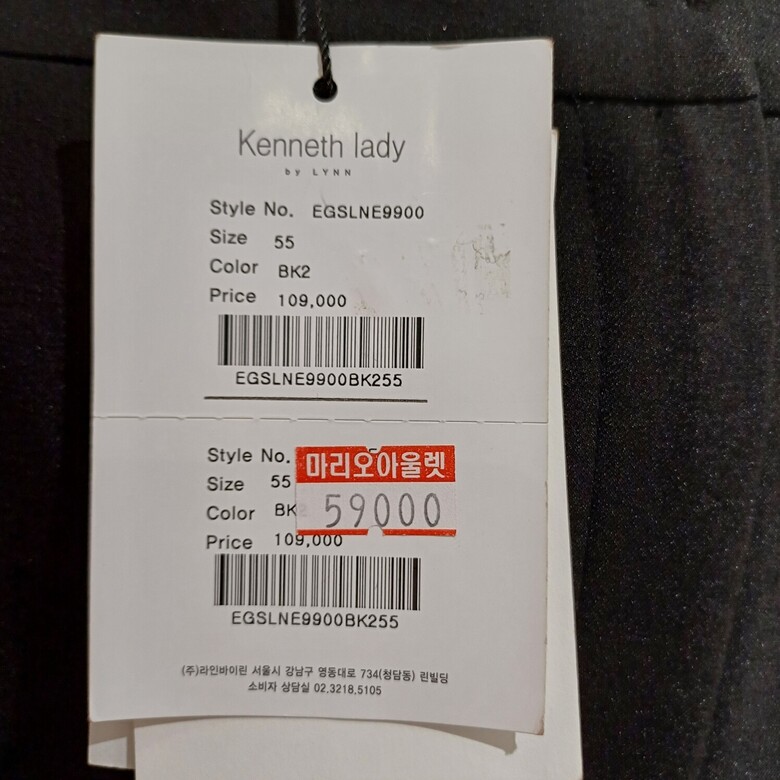 Kenneth lady
by LYNN
Style No. EGSLNE9900
Size 55
Color BK2
Price 109,000
EGSLNE9900BK255
Style No.
마리오아울렛
Size 55
59000
Color BK2
Price 109,000
EGSLNE9900BK255
(주)라인바이린 서울시 강남구 영동대로 734(청담동) 린빌딩
소비자 상담실 02.3218.5105